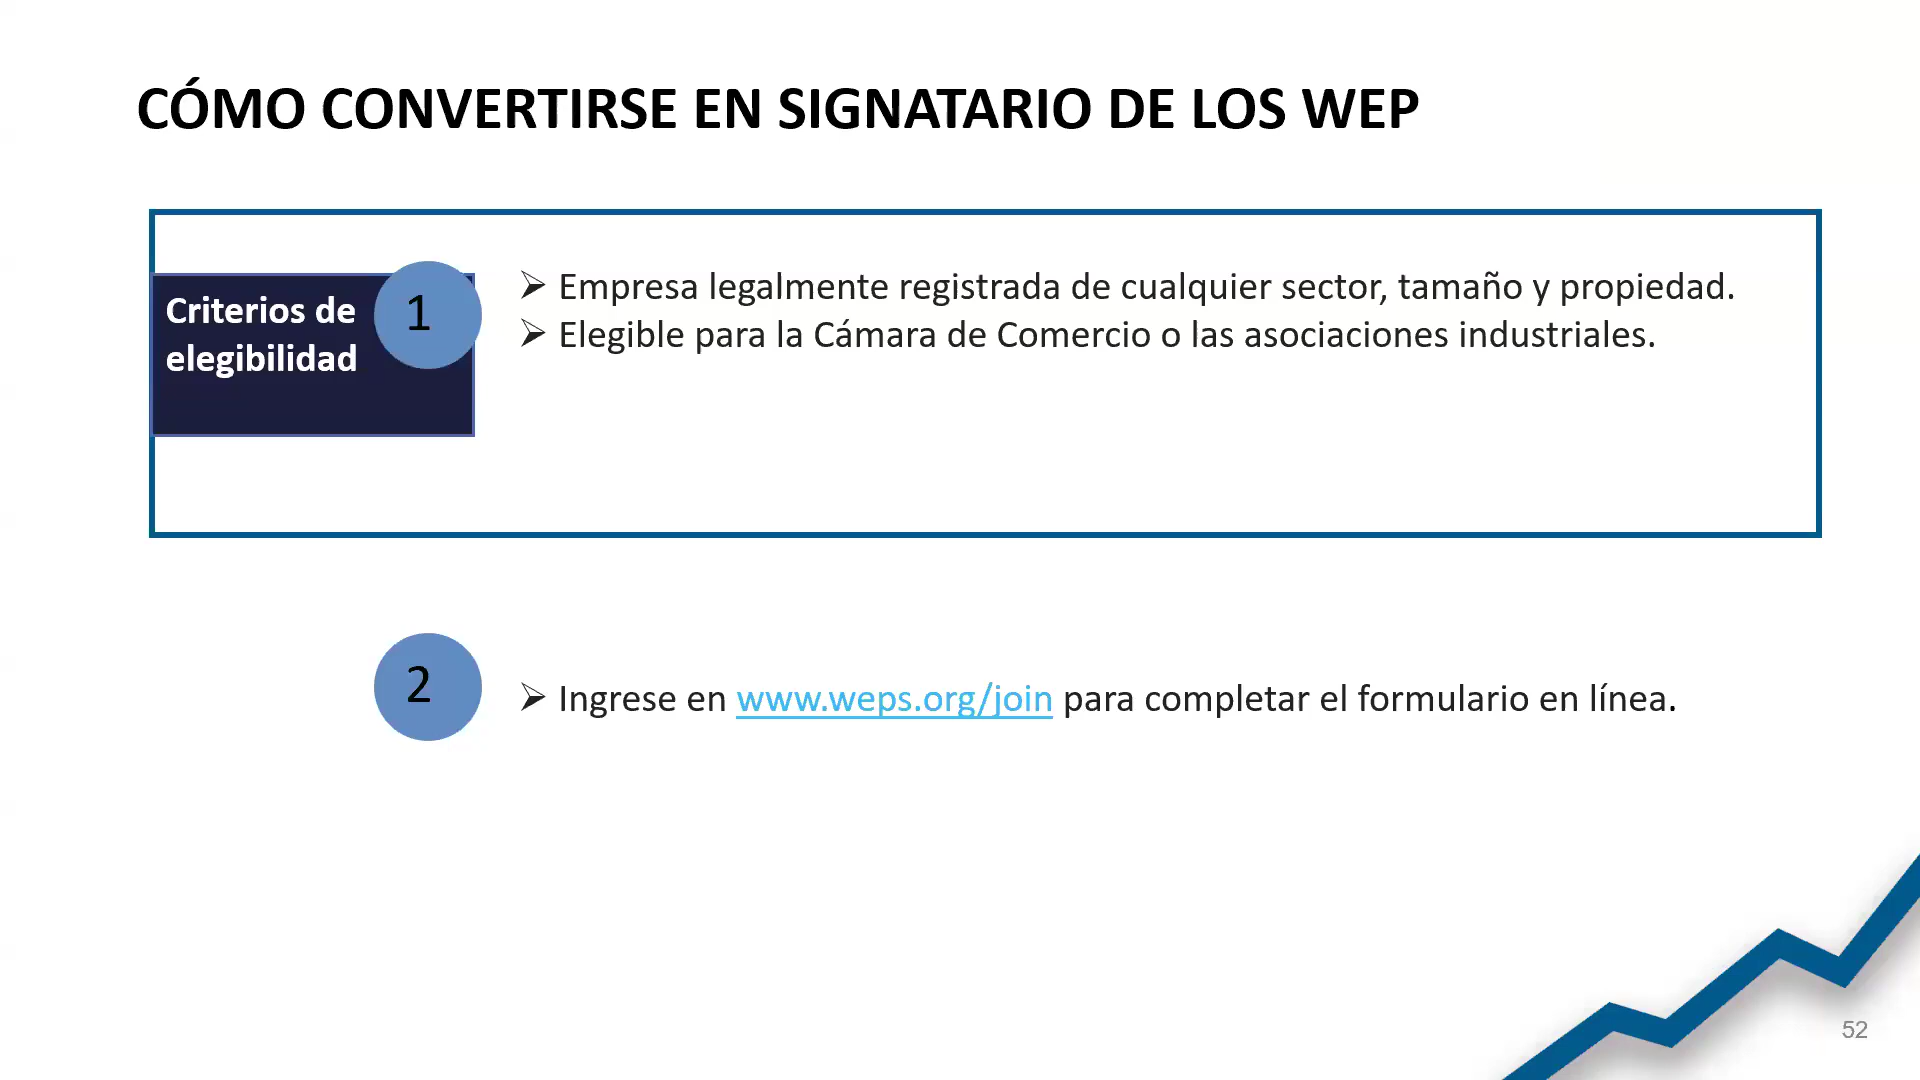 CÓMO CONVERTIRSE EN SIGNATARIO DE LOS WEP
Criterios de
elegibilidad
1
➢ Empresa legalmente registrada de cualquier sector, tamaño y propiedad.
➢ Elegible para la Cámara de Comercio o las asociaciones industriales.
2
➢ Ingrese en www.weps.org/join para completar el formulario en línea.
52